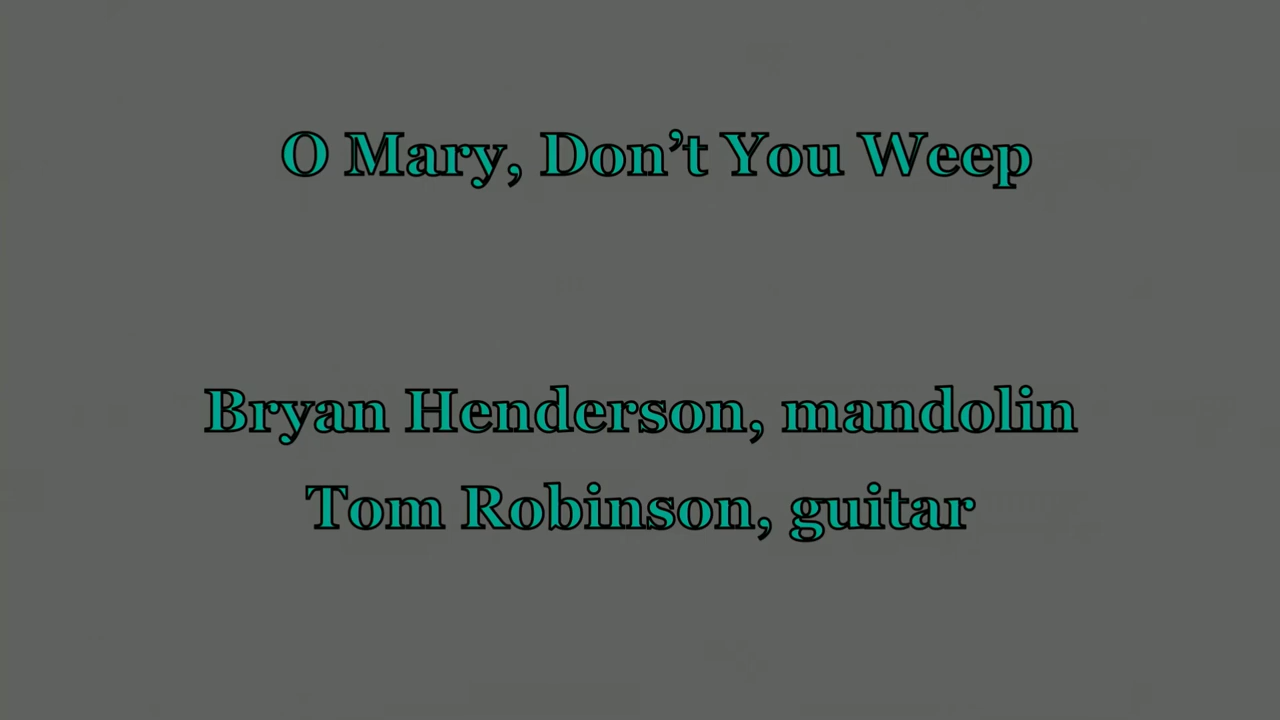 O Mary, Don’t You Weep
Bryan Henderson, mandolin
Tom Robinson, guitar